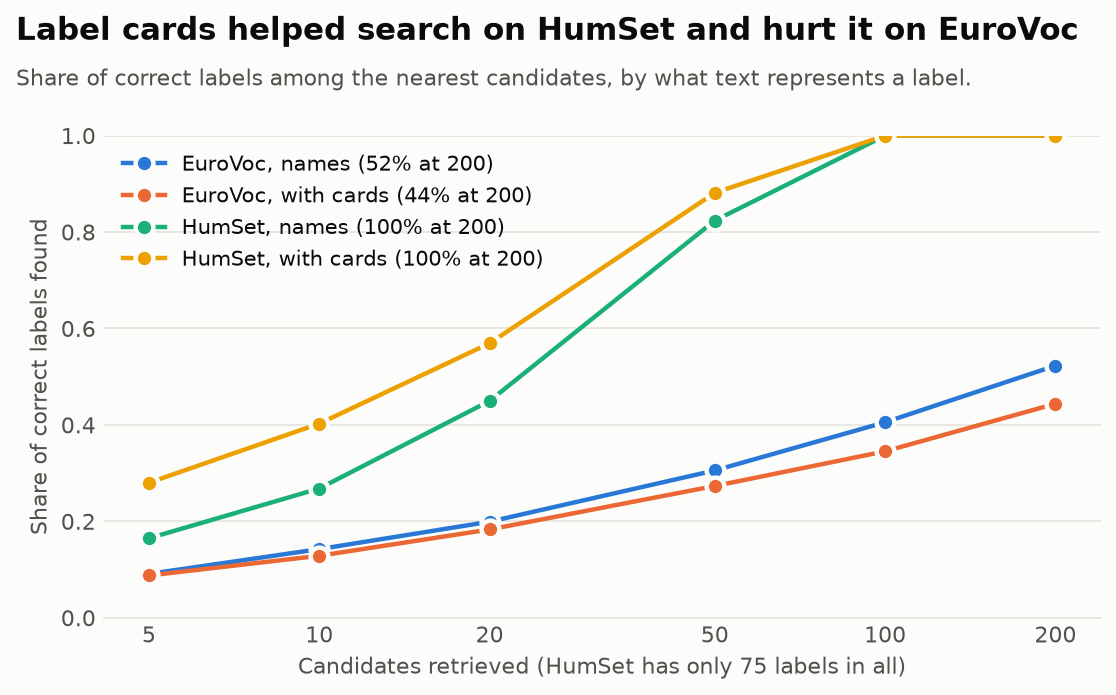 Label cards helped search on HumSet and hurt it on EuroVoc
Share of correct labels among the nearest candidates, by what text represents a label.
Share of correct labels found
1.0
0.8
0.6
0.4
0.2
0.0
EuroVoc, names (52% at 200)
EuroVoc, with cards (44% at 200)
HumSet, names (100% at 200)
HumSet, with cards (100% at 200)
5 10 20 50 100 200
Candidates retrieved (HumSet has only 75 labels in all)